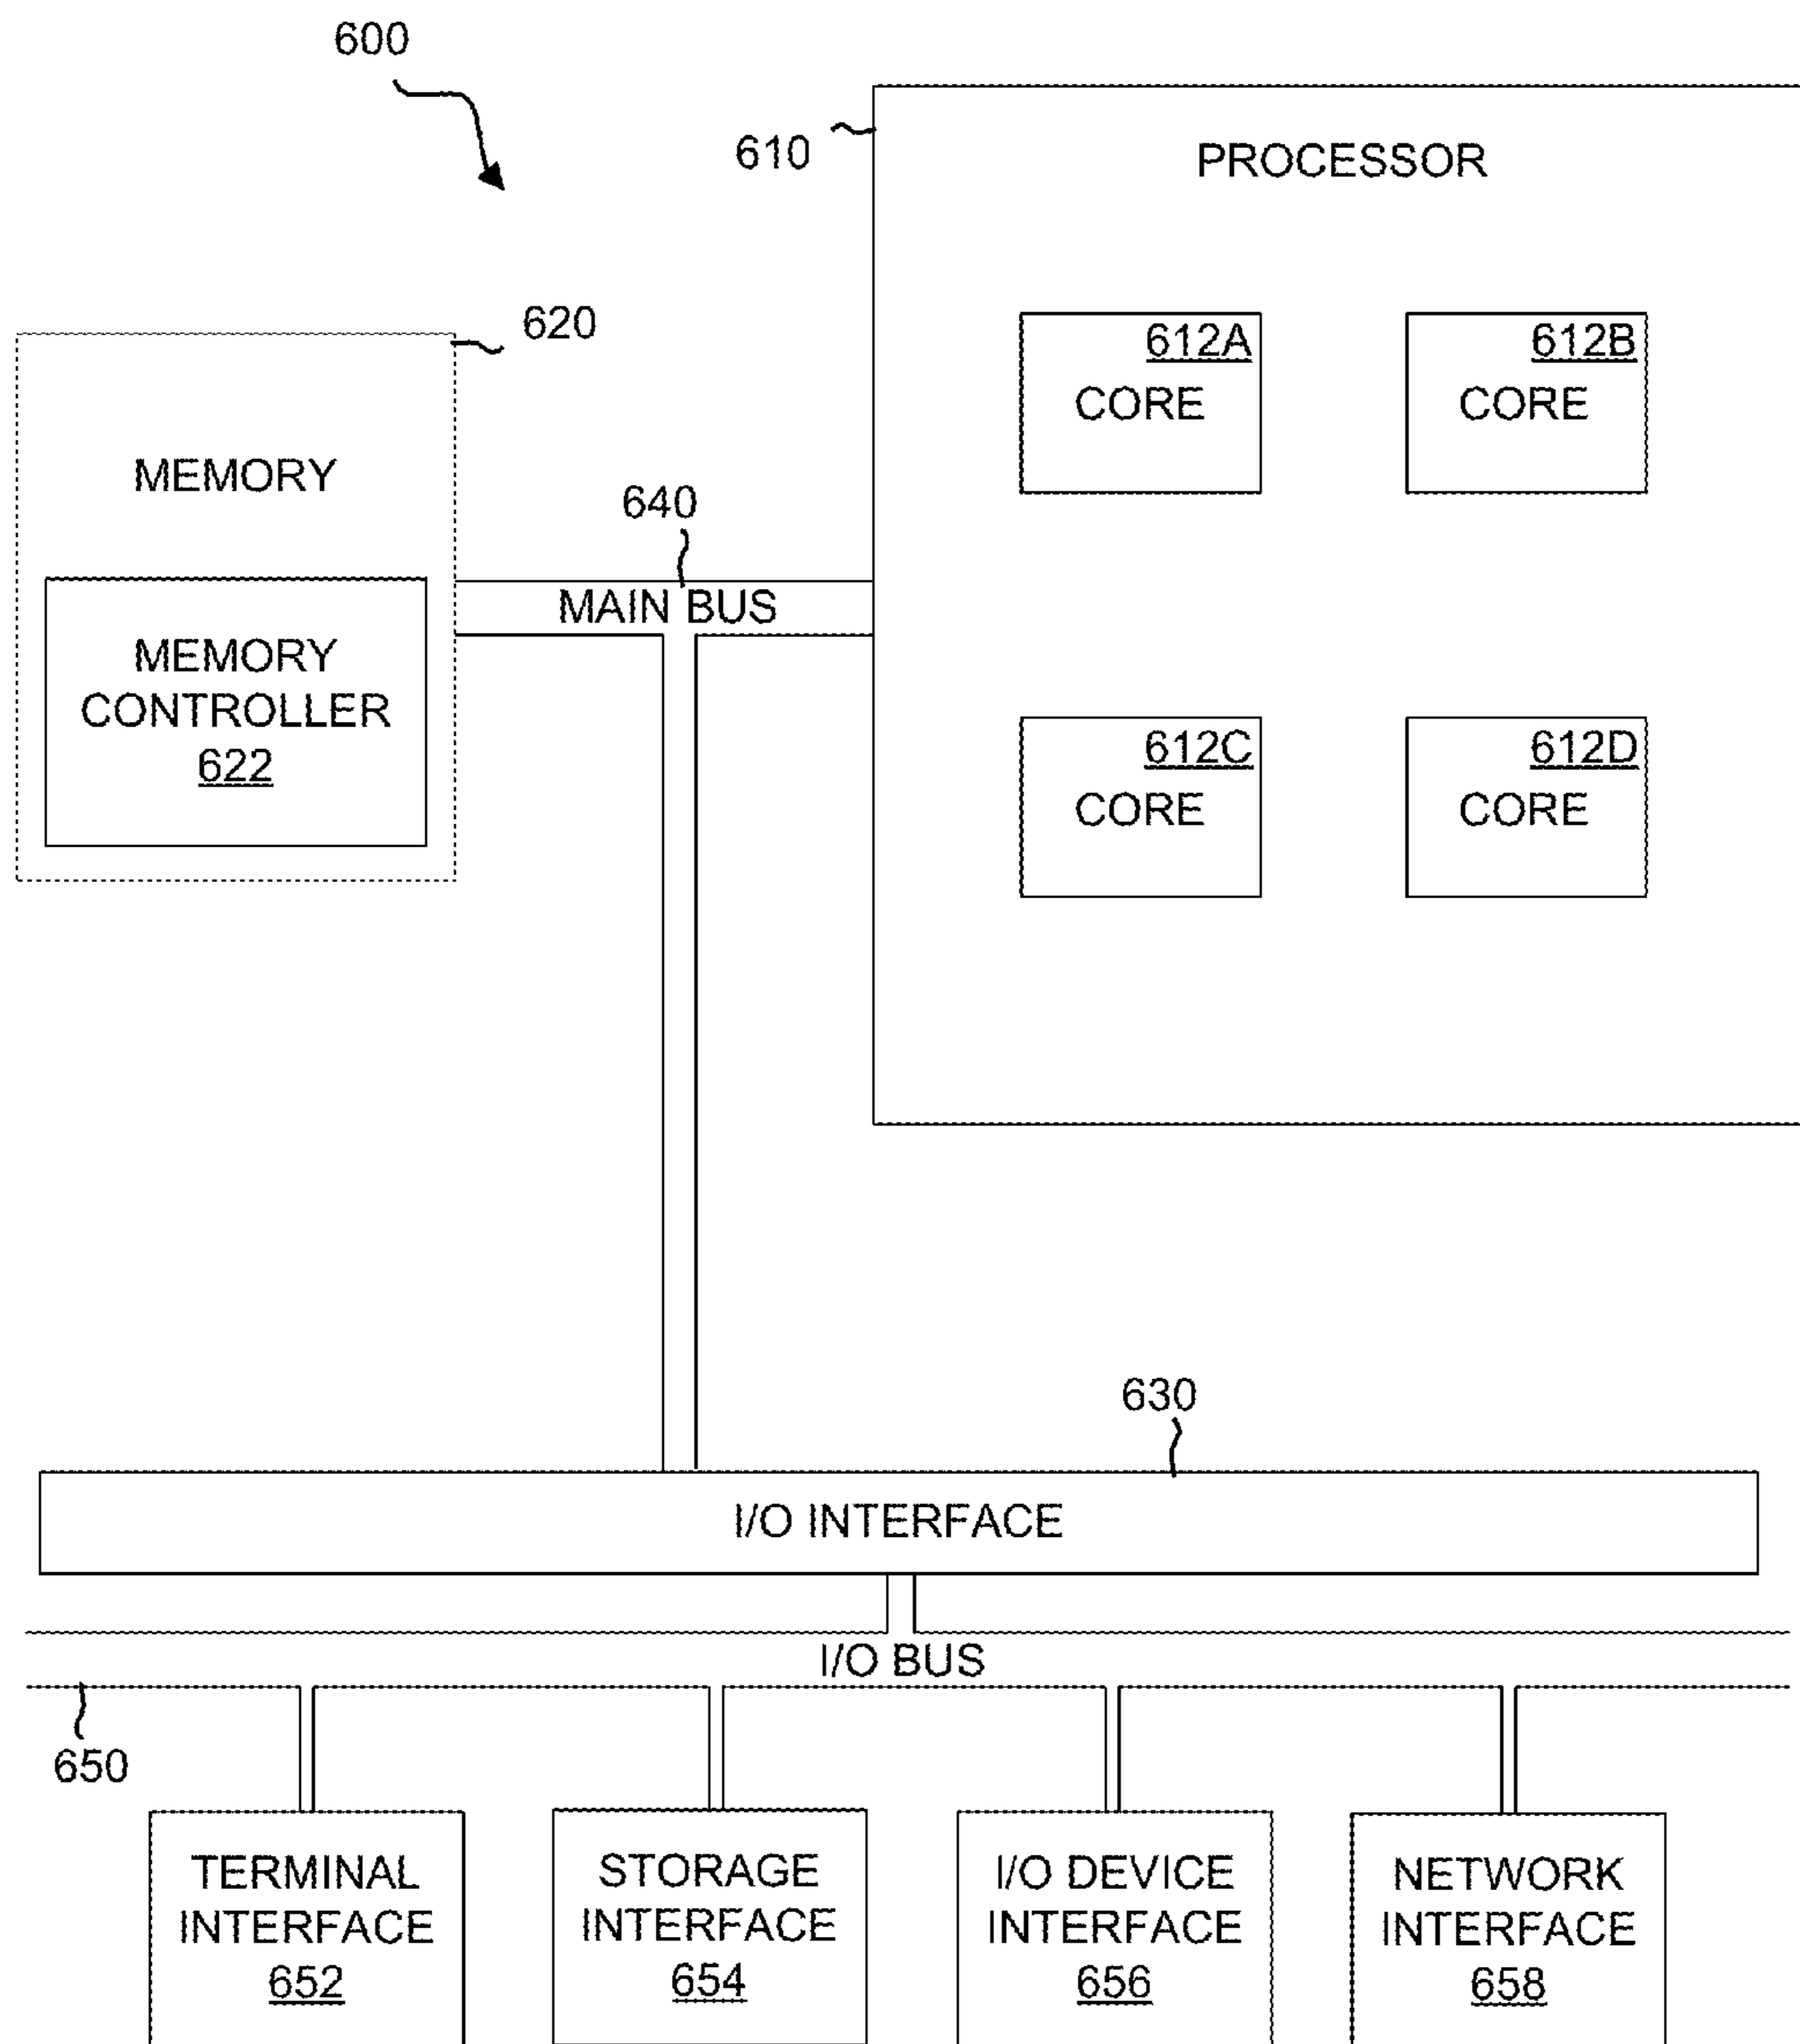 600
610
PROCESSOR
620
612A
CORE
612B
CORE
MEMORY
640
MAIN BUS
MEMORY
CONTROLLER
622
612C
CORE
612D
CORE
630
I/O INTERFACE
I/O BUS
650
TERMINAL
INTERFACE
652
STORAGE
INTERFACE
654
I/O DEVICE
INTERFACE
656
NETWORK
INTERFACE
658